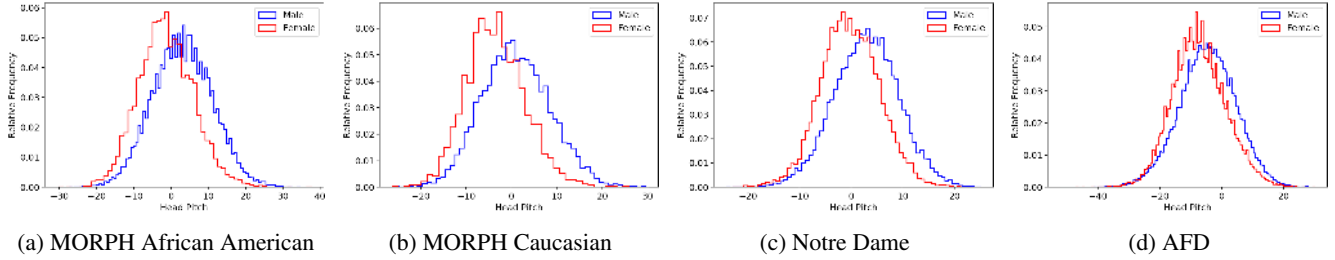 0.06
0.05
0.04
0.03
0.02
0.01
0.00
Relative Frequency
Male
Female
−30 −20 −10 0 10 20 30 40
Head Pitch
(a) MORPH African American
0.06
0.05
0.04
0.03
0.02
0.01
0.00
Relative Frequency
Male
Female
−20 −10 0 10 20 30
Head Pitch
(b) MORPH Caucasian
0.07
0.06
0.05
0.04
0.03
0.02
0.01
0.00
Relative Frequency
Male
Female
−20 −10 0 10 20
Head Pitch
(c) Notre Dame
0.05
0.04
0.03
0.02
0.01
0.00
Relative Frequency
Male
Female
−40 −20 0 20
Head Pitch
(d) AFD